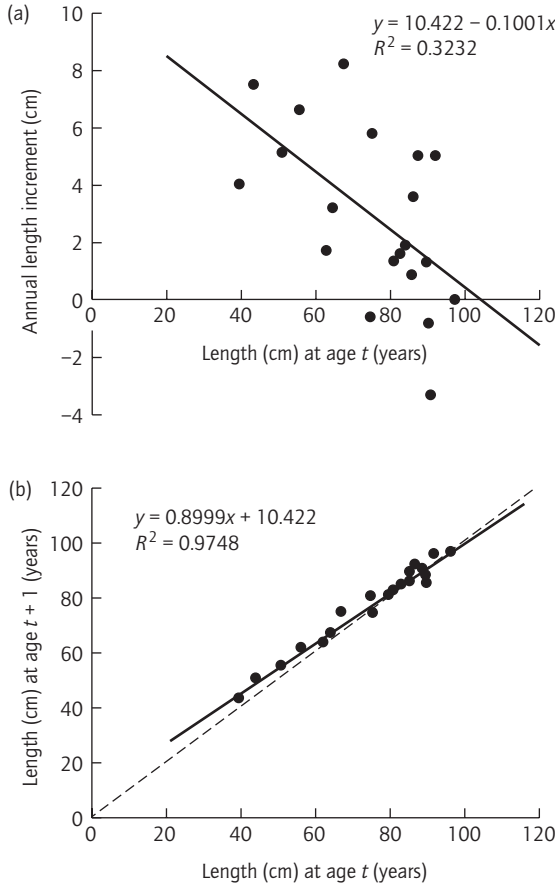 (a)
10
y = 10.422 − 0.1001x
R² = 0.3232
8
6
4
2
0
−2
−4
Annual length increment (cm)
0 20 40 60 80 100 120
Length (cm) at age t (years)
(b)
120
y = 0.8999x + 10.422
R² = 0.9748
100
80
60
40
20
0
Length (cm) at age t + 1 (years)
0 20 40 60 80 100 120
Length (cm) at age t (years)